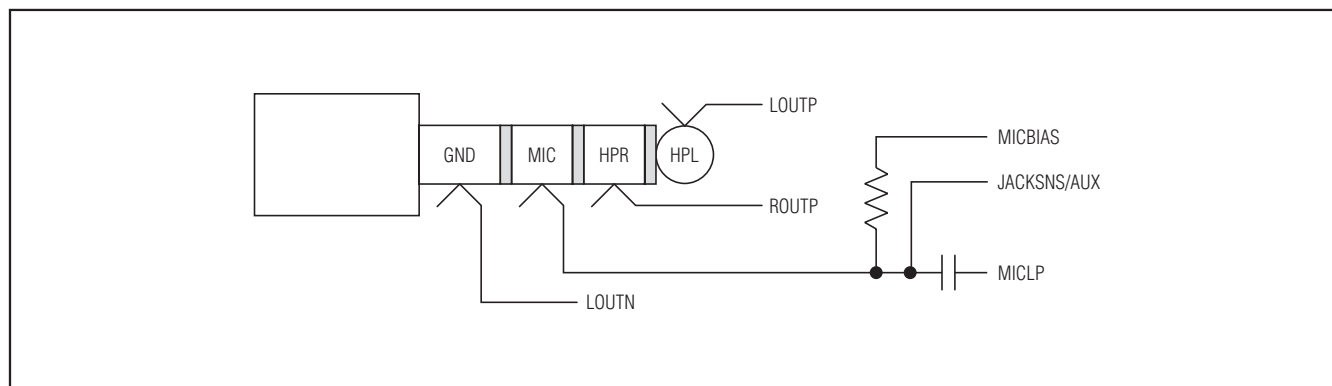 LOUTP
MICBIAS
GND
MIC
HPR
HPL
JACKSNS/AUX
ROUTP
MICLP
LOUTN